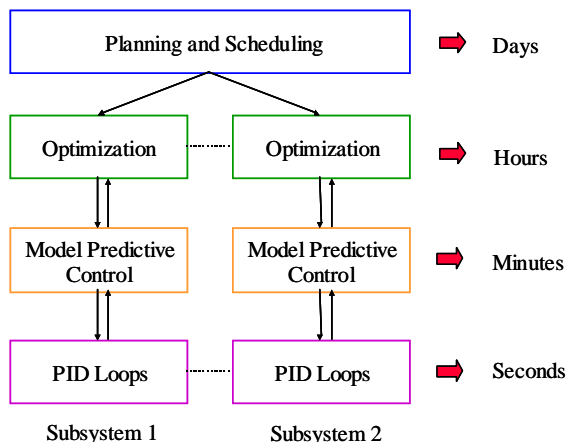 Planning and Scheduling
Days
Optimization
Optimization
Hours
Model Predictive
Control
Model Predictive
Control
Minutes
PID Loops
PID Loops
Seconds
Subsystem 1
Subsystem 2